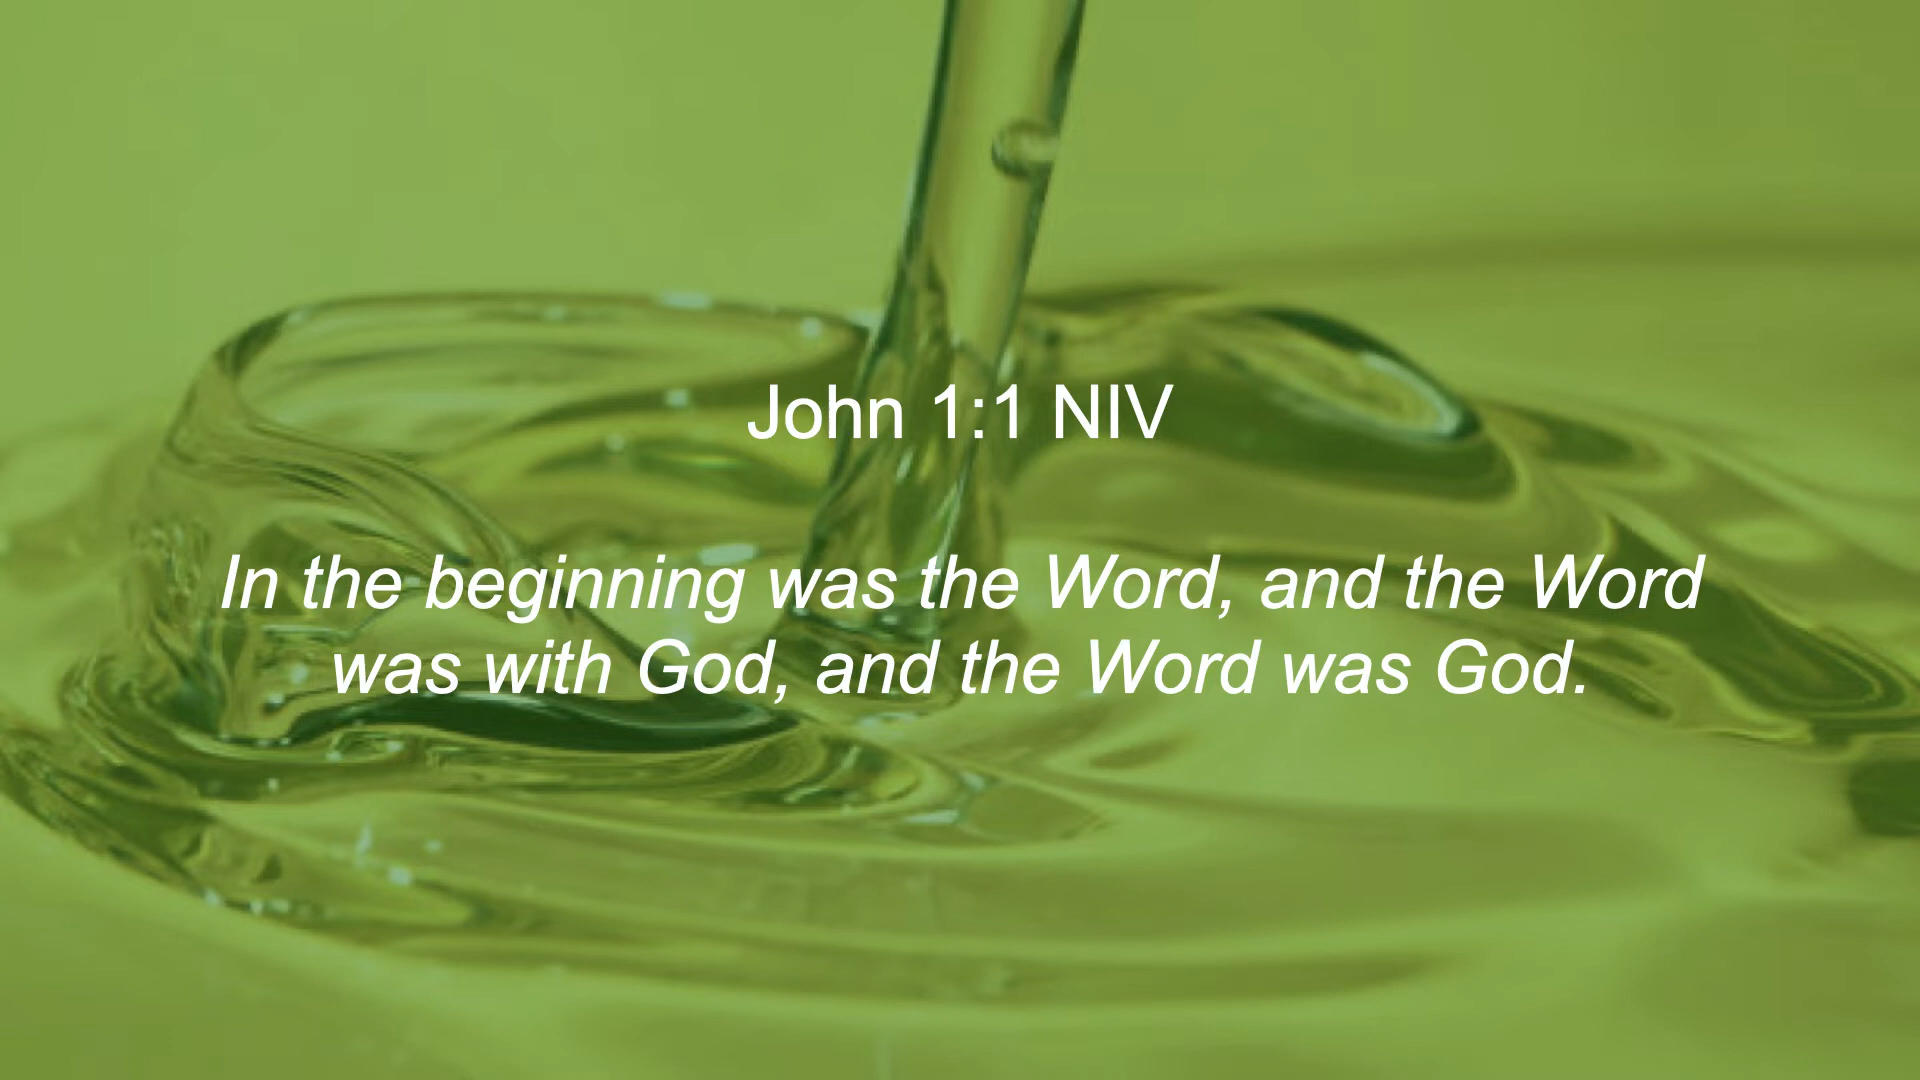 John 1:1 NIV
In the beginning was the Word, and the Word
was with God, and the Word was God.